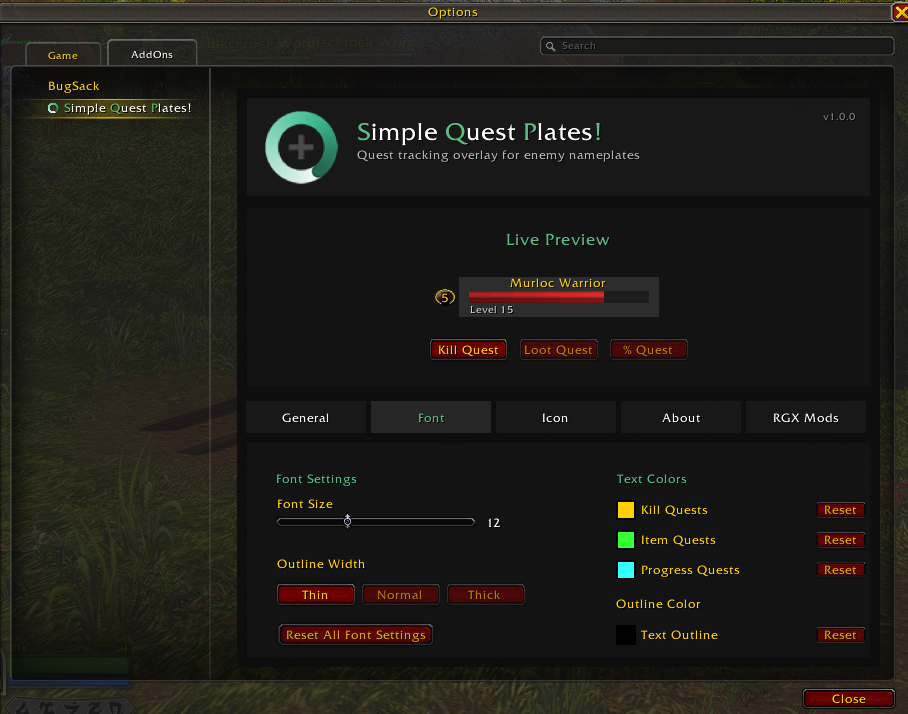 Options
Game
AddOns
Search
BugSack
Simple Quest Plates!
Simple Quest Plates!
v1.0.0
Quest tracking overlay for enemy nameplates
Live Preview
Murloc Warrior
5
Level 15
Kill Quest
Loot Quest
% Quest
General
Font
Icon
About
RGX Mods
Font Settings
Text Colors
Font Size
12
Kill Quests
Reset
Item Quests
Reset
Outline Width
Progress Quests
Reset
Thin
Normal
Thick
Outline Color
Reset All Font Settings
Text Outline
Reset
Close